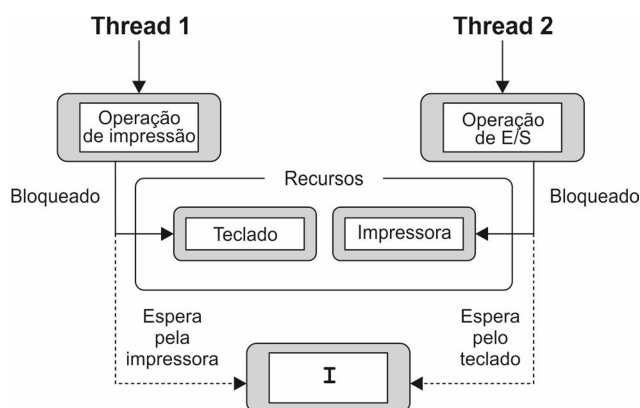 Thread 1
Thread 2
Operação
de impressão
Operação
de E/S
Bloqueado
Recursos
Bloqueado
Teclado
Impressora
Espera
pela
impressora
Espera
pelo
teclado
I